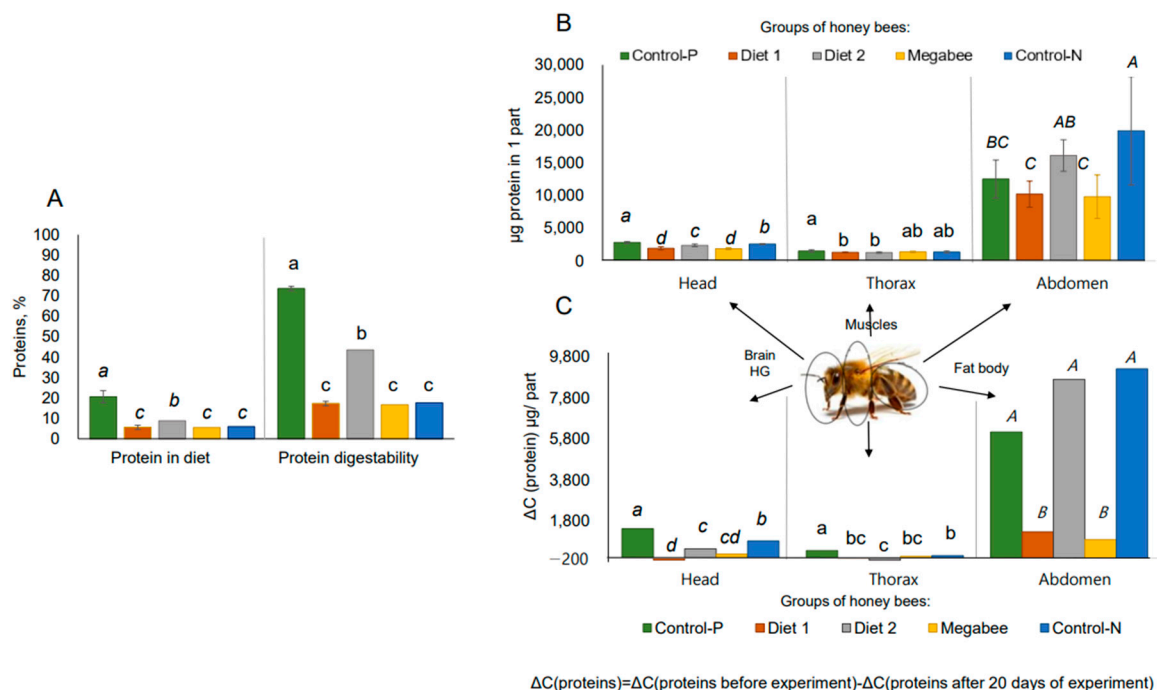 A
Proteins, %
100
90
80
70
60
50
40
30
20
10
0
a
c
b
c
c
a
c
b
c
c
Protein in diet
Protein digestability
B
Groups of honey bees:
Control-P Diet 1 Diet 2 Megabee Control-N
µg protein in 1 part
30,000
25,000
20,000
15,000
10,000
5,000
0
a d c d b
a b b ab ab
BC C AB C A
Head Thorax Abdomen
C
Muscles
Brain
HG
Fat body
ΔC (protein) µg/ part
9,800
7,800
5,800
3,800
1,800
−200
a d c cd b
a bc c bc b
A B A B A
Head Thorax Abdomen
Groups of honey bees:
Control-P Diet 1 Diet 2 Megabee Control-N
ΔC(proteins)=ΔC(proteins before experiment)-ΔC(proteins after 20 days of experiment)